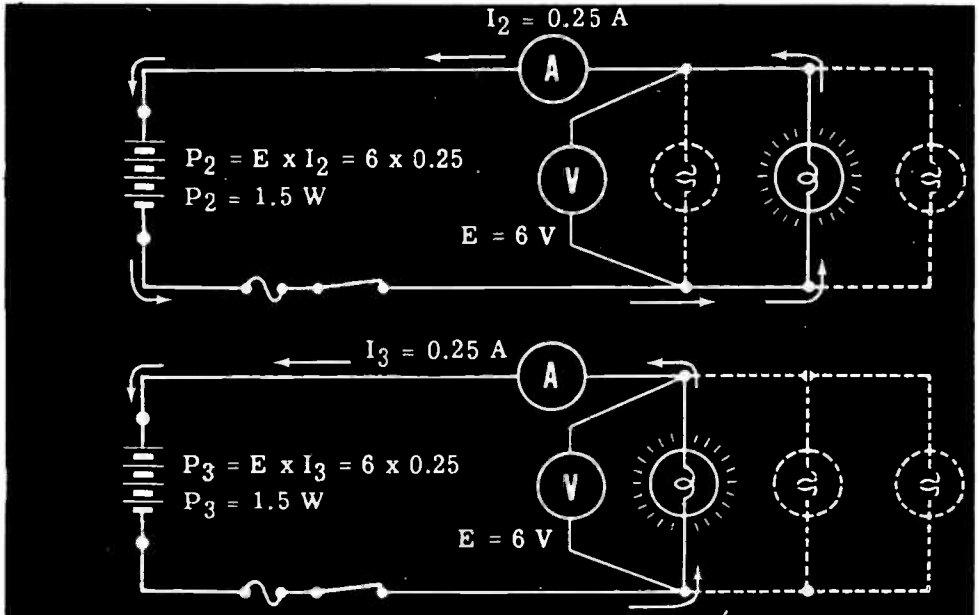 I₂ = 0.25 A
A
P₂ = E x I₂ = 6 x 0.25
P₂ = 1.5 W
V
E = 6 V
I₃ = 0.25 A
A
P₃ = E x I₃ = 6 x 0.25
P₃ = 1.5 W
V
E = 6 V